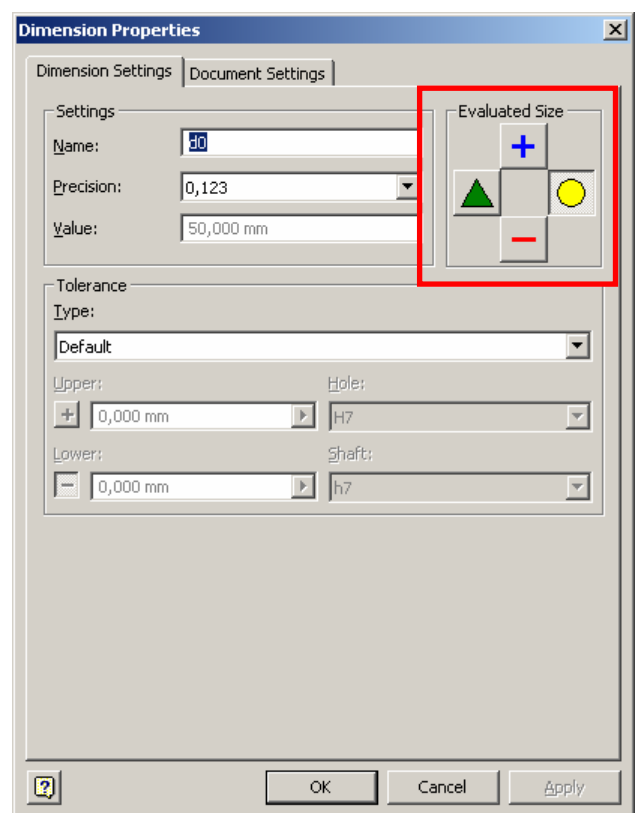 Dimension Properties
Dimension Settings
Document Settings
Settings
Name:
d0
Precision:
0,123
Value:
50,000 mm
Evaluated Size
Tolerance
Type:
Default
Upper:
Hole:
+
0,000 mm
H7
Lower:
Shaft:
−
0,000 mm
h7
OK
Cancel
Apply